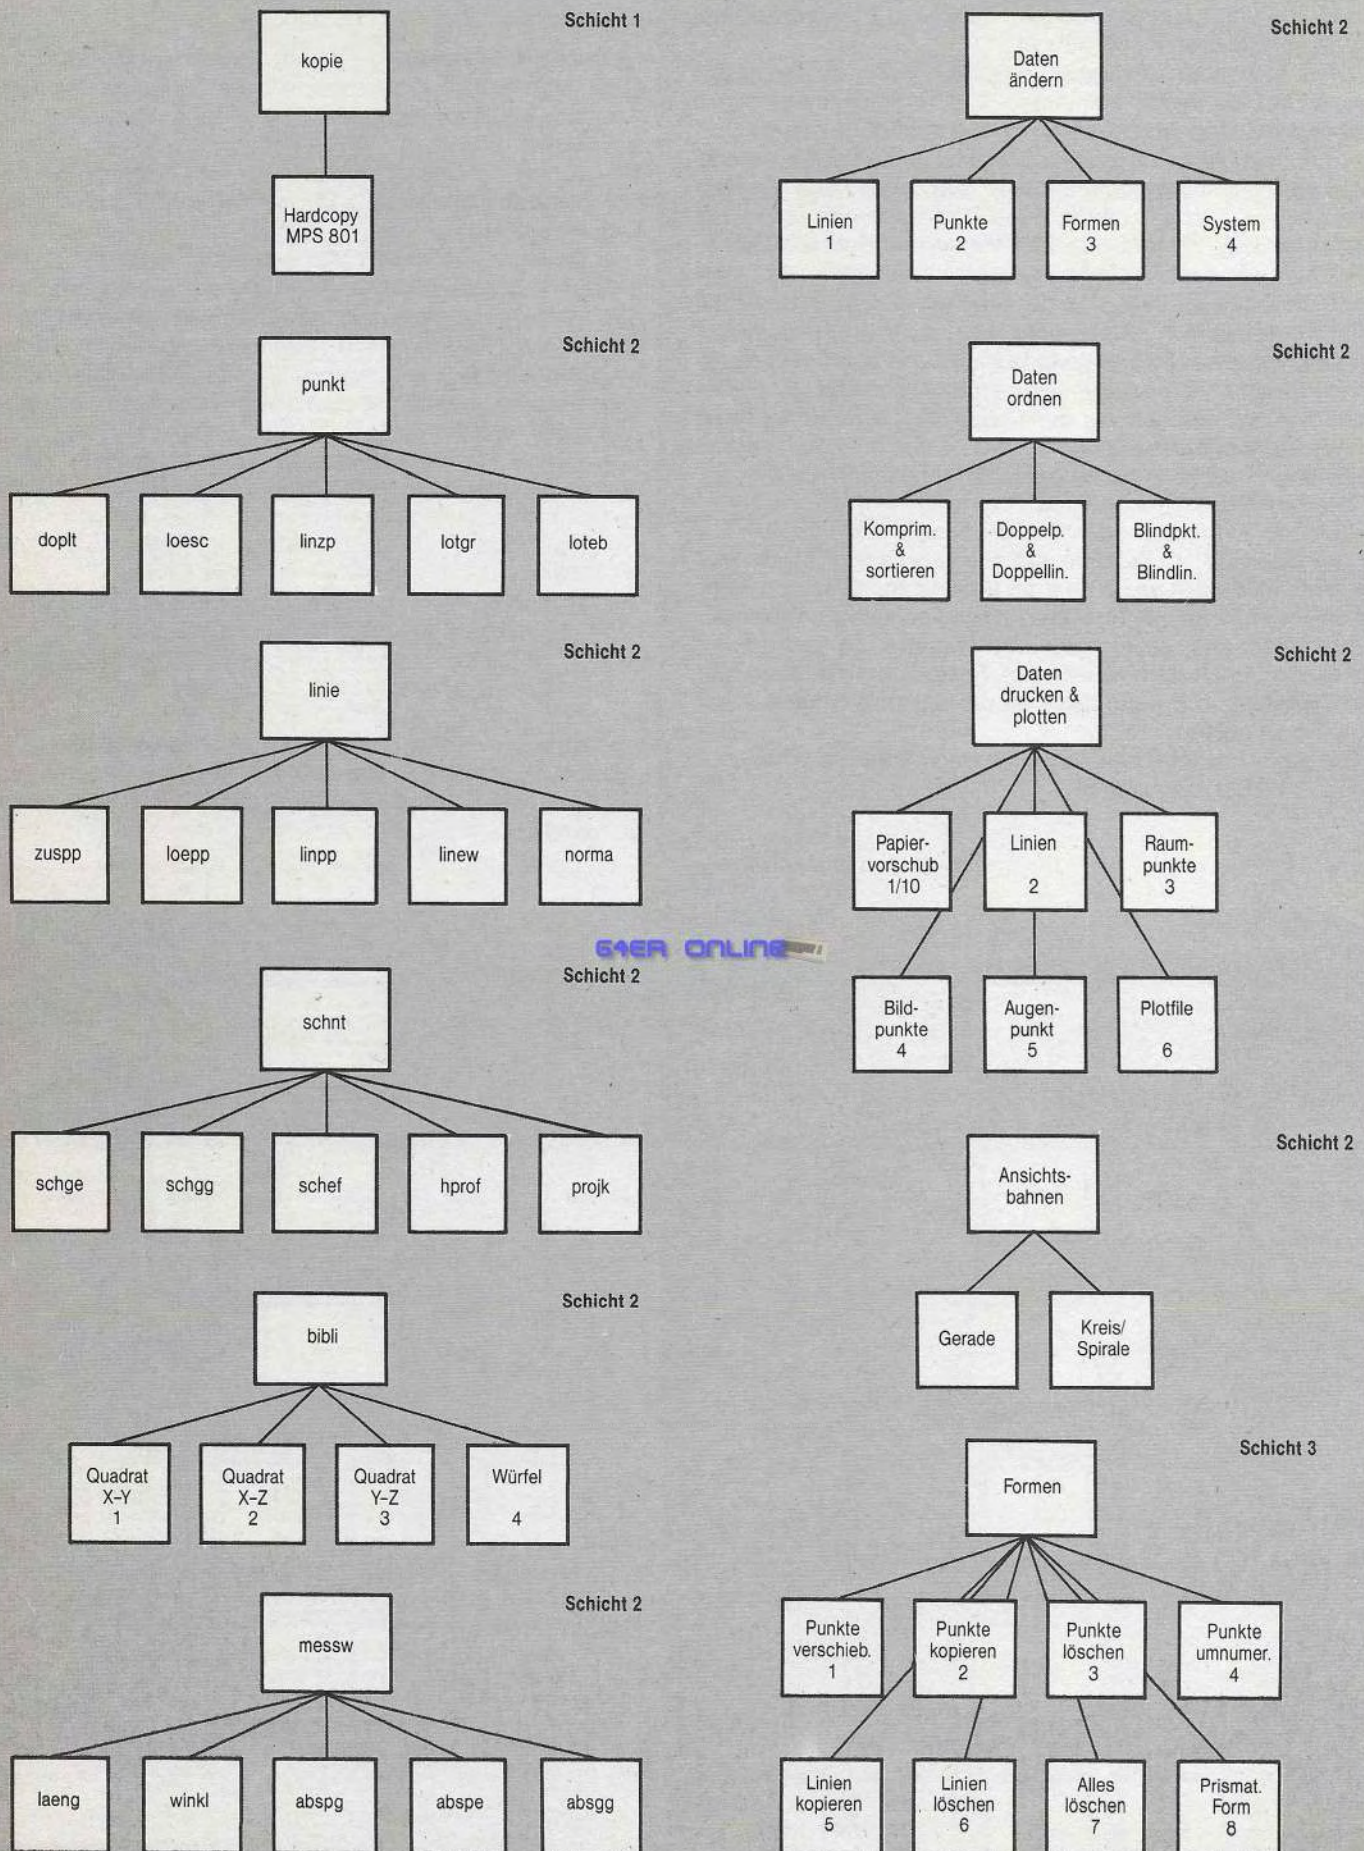 Schicht 1
kopie
Hardcopy
MPS 801
Schicht 2
punkt
doplt
loesc
linzp
lotgr
loteb
Schicht 2
linie
zuspp
loepp
linpp
linew
norma
Schicht 2
schnt
schge
schgg
schef
hprof
projk
Schicht 2
bibli
Quadrat
X–Y
1
Quadrat
X–Z
2
Quadrat
Y–Z
3
Würfel
4
Schicht 2
messw
laeng
winkl
abspg
abspe
absgg
64ER ONLINE
Schicht 2
Daten
ändern
Linien
1
Punkte
2
Formen
3
System
4
Schicht 2
Daten
ordnen
Komprim.
&
sortieren
Doppelp.
&
Doppellin.
Blindpkt.
&
Blindlin.
Schicht 2
Daten
drucken &
plotten
Papier-
vorschub
1/10
Linien
2
Raum-
punkte
3
Bild-
punkte
4
Augen-
punkt
5
Plotfile
6
Schicht 2
Ansichts-
bahnen
Gerade
Kreis/
Spirale
Schicht 3
Formen
Punkte
verschieb.
1
Punkte
kopieren
2
Punkte
löschen
3
Punkte
umnumer.
4
Linien
kopieren
5
Linien
löschen
6
Alles
löschen
7
Prismat.
Form
8